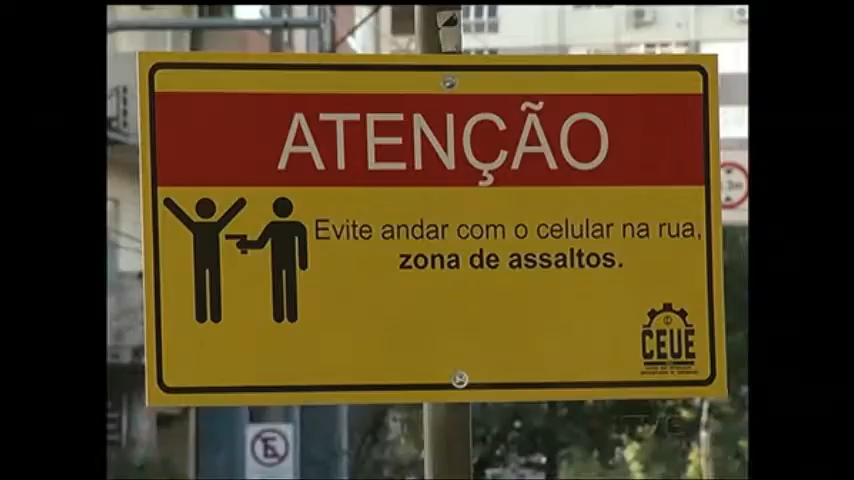 ATENÇÃO
Evite andar com o celular na rua,
zona de assaltos.
CEUE